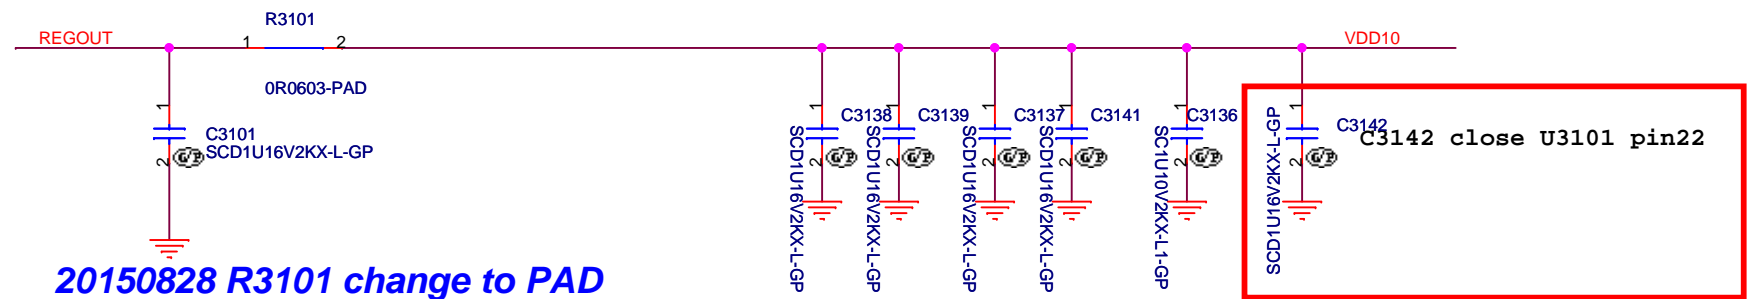 R3101
REGOUT
1
2
VDD10
0R0603-PAD
1
C3101
SCD1U16V2KX-L-GP
2
G/P
1
C3138
SCD1U16V2KX-L-GP
2
G/P
1
C3139
SCD1U16V2KX-L-GP
2
G/P
1
C3137
SCD1U16V2KX-L-GP
2
G/P
1
C3141
SCD1U16V2KX-L-GP
2
G/P
1
C3136
SC1U10V2KX-L1-GP
2
G/P
1
C3142
SCD1U16V2KX-L-GP
2
G/P
C3142 close U3101 pin22
20150828 R3101 change to PAD